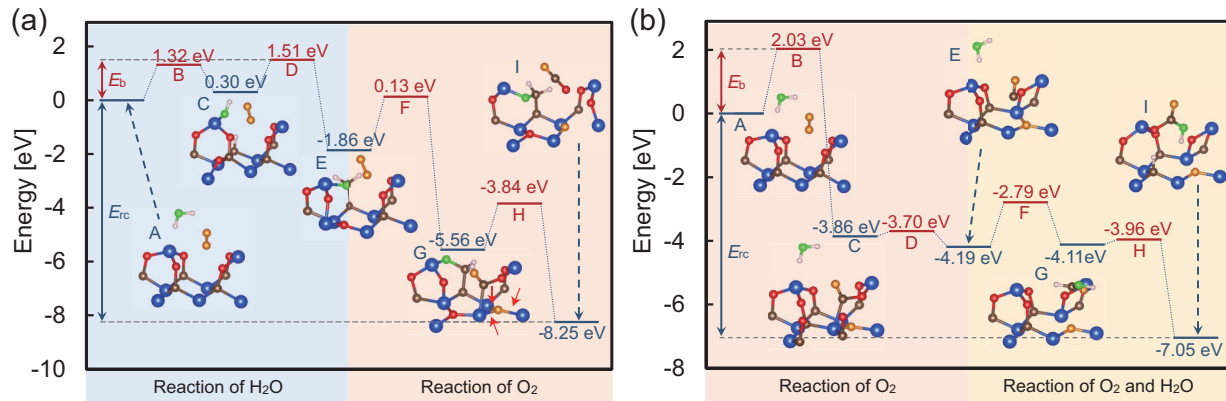 (a)
Energy [eV]
2
0
-2
-4
-6
-8
-10
Eb
Erc
A
1.32 eV
B
0.30 eV
C
1.51 eV
D
-1.86 eV
E
0.13 eV
F
-5.56 eV
G
-3.84 eV
H
I
-8.25 eV
Reaction of H₂O
Reaction of O₂
(b)
Energy [eV]
2
0
-2
-4
-6
-8
Eb
Erc
A
2.03 eV
B
-3.86 eV
C
-3.70 eV
D
E
-4.19 eV
-2.79 eV
F
-4.11eV
G
-3.96 eV
H
I
-7.05 eV
Reaction of O₂
Reaction of O₂ and H₂O